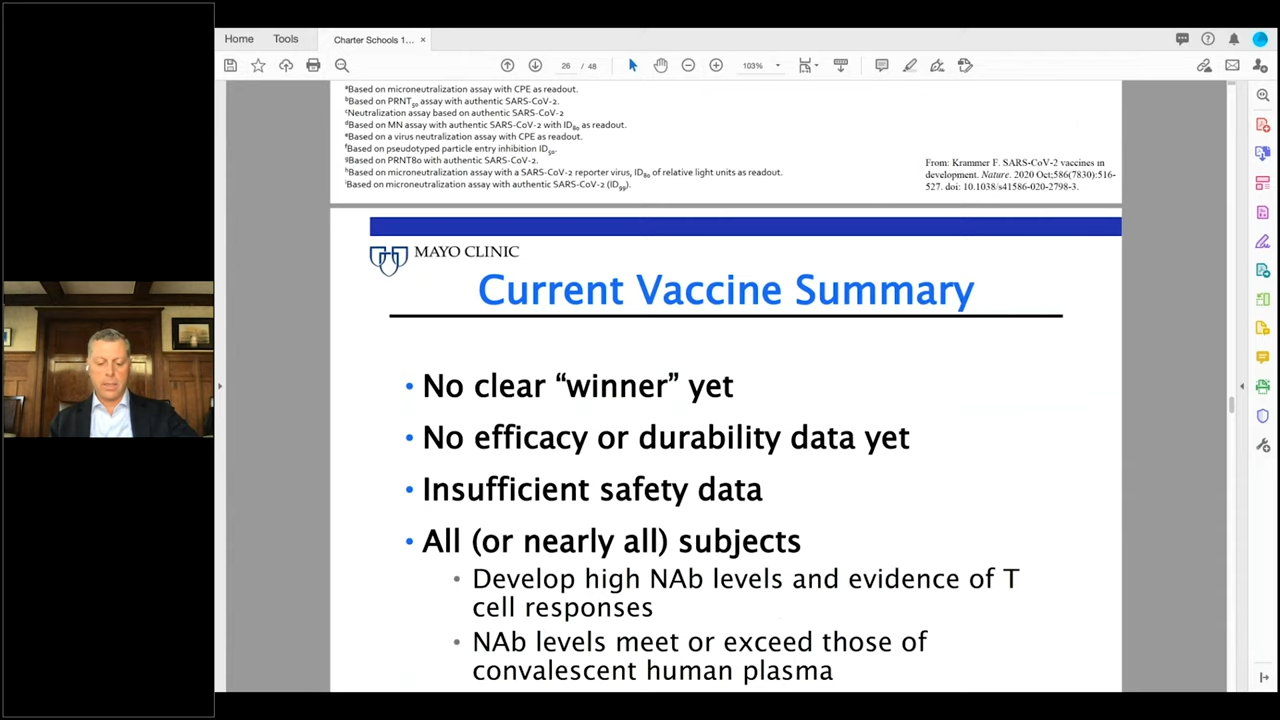 Home Tools Charter Schools 1... ×
26 / 48 103%
ᵃBased on microneutralization assay with CPE as readout.
ᵇBased on PRNT₅₀ assay with authentic SARS-CoV-2.
ᶜNeutralization assay based on authentic SARS-CoV-2
ᵈBased on MN assay with authentic SARS-CoV-2 with ID₈₀ as readout.
ᵉBased on a virus neutralization assay with CPE as readout.
ᶠBased on pseudotyped particle entry inhibition ID₅₀.
ᵍBased on PRNT80 with authentic SARS-CoV-2.
ʰBased on microneutralization assay with a SARS-CoV-2 reporter virus, ID₈₀ of relative light units as readout.
ⁱBased on microneutralization assay with authentic SARS-CoV-2 (ID₉₉).
From: Krammer F. SARS-CoV-2 vaccines in
development. Nature. 2020 Oct;586(7830):516-
527. doi: 10.1038/s41586-020-2798-3.
MAYO CLINIC
Current Vaccine Summary
• No clear “winner” yet
• No efficacy or durability data yet
• Insufficient safety data
• All (or nearly all) subjects
• Develop high NAb levels and evidence of T
cell responses
• NAb levels meet or exceed those of
convalescent human plasma